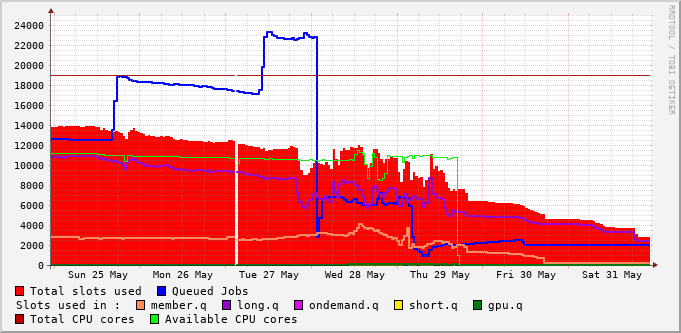 RRDTOOL / TOBI OETIKER
24000
22000
20000
18000
16000
14000
12000
10000
8000
6000
4000
2000
0
Sun 25 May Mon 26 May Tue 27 May Wed 28 May Thu 29 May Fri 30 May Sat 31 May
Total slots used Queued Jobs
Slots used in : member.q long.q ondemand.q short.q gpu.q
Total CPU cores Available CPU cores